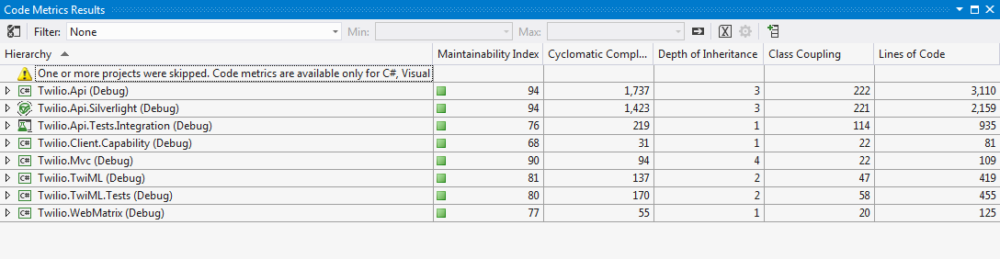 Code Metrics Results
Filter: None Min: Max:
Hierarchy Maintainability Index Cyclomatic Compl... Depth of Inheritance Class Coupling Lines of Code
One or more projects were skipped. Code metrics are available only for C#, Visual
C# Twilio.Api (Debug) 94 1,737 3 222 3,110
Twilio.Api.Silverlight (Debug) 94 1,423 3 221 2,159
Twilio.Api.Tests.Integration (Debug) 76 219 1 114 935
C# Twilio.Client.Capability (Debug) 68 31 1 22 81
C# Twilio.Mvc (Debug) 90 94 4 22 109
C# Twilio.TwiML (Debug) 81 137 2 47 419
C# Twilio.TwiML.Tests (Debug) 80 170 2 58 455
C# Twilio.WebMatrix (Debug) 77 55 1 20 125